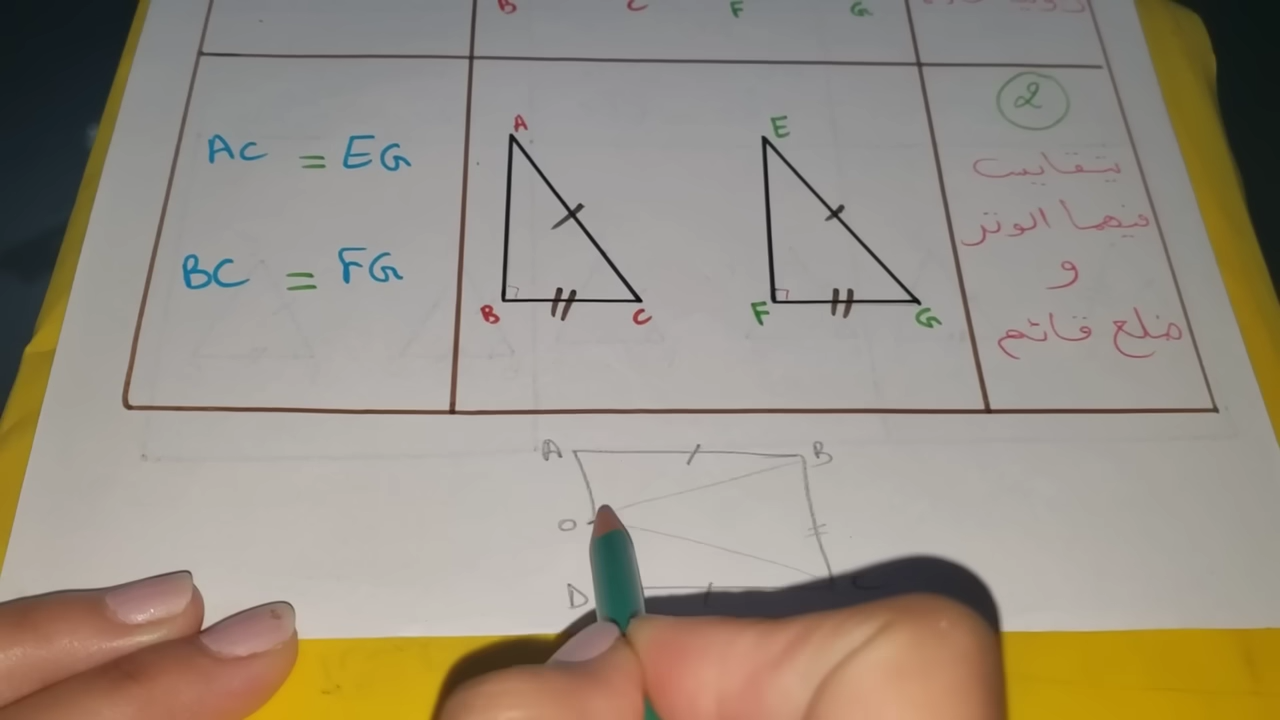 B C F G
2
AC = EG
A
E
يتقايس
فيهما الوتر
BC = FG
و
B C F G
ضلع قائم
A B
O
D